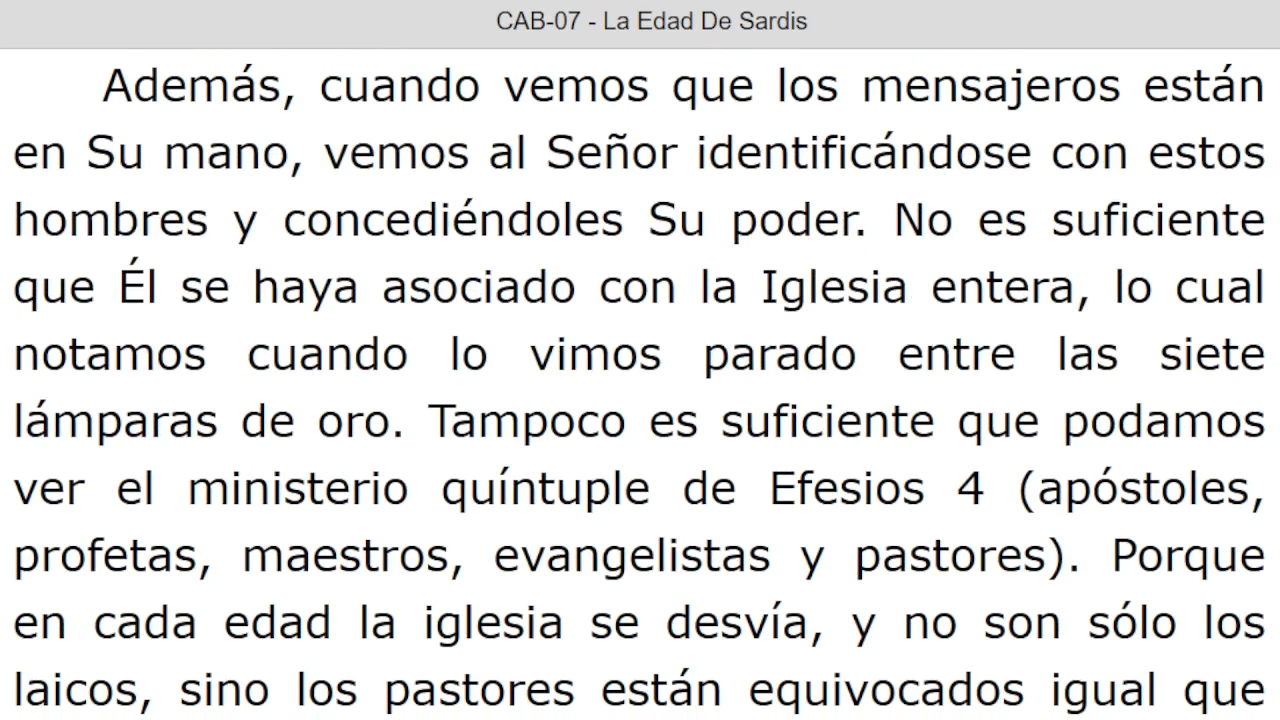 CAB-07 - La Edad De Sardis
Además, cuando vemos que los mensajeros están
en Su mano, vemos al Señor identificándose con estos
hombres y concediéndoles Su poder. No es suficiente
que Él se haya asociado con la Iglesia entera, lo cual
notamos cuando lo vimos parado entre las siete
lámparas de oro. Tampoco es suficiente que podamos
ver el ministerio quíntuple de Efesios 4 (apóstoles,
profetas, maestros, evangelistas y pastores). Porque
en cada edad la iglesia se desvía, y no son sólo los
laicos, sino los pastores están equivocados igual que